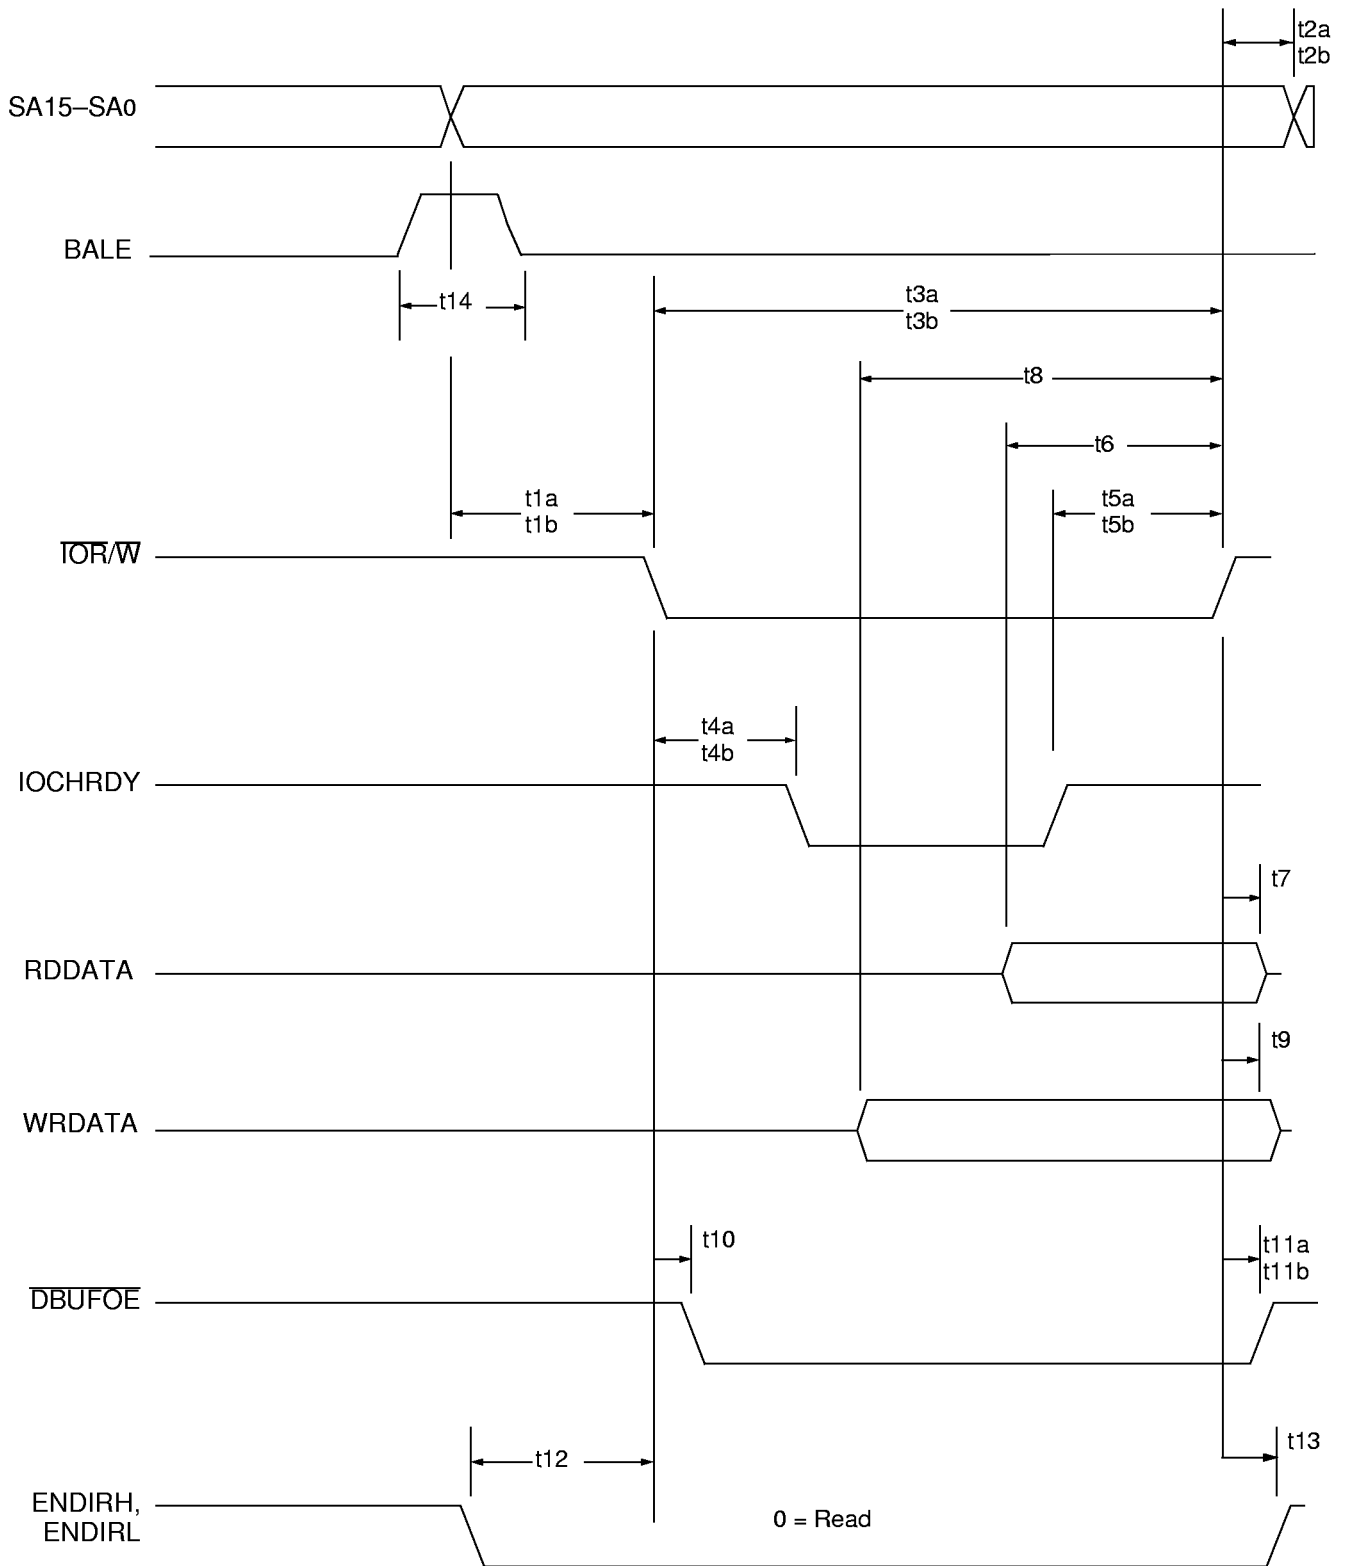 t2a
t2b
SA15–SA0
BALE
t14
t3a
t3b
t8
t6
t1a
t1b
t5a
t5b
IOR/W
t4a
t4b
IOCHRDY
t7
RDDATA
t9
WRDATA
t10
t11a
t11b
DBUFOE
t12
t13
ENDIRH,
ENDIRL
0 = Read